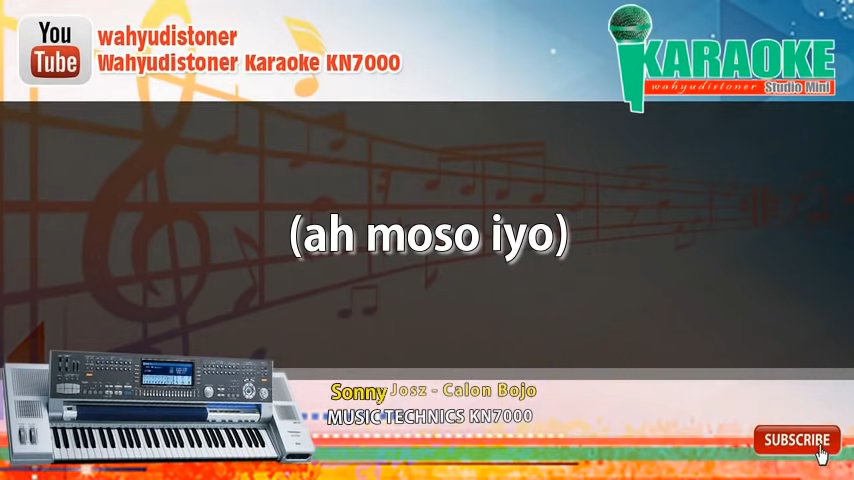 You
Tube
wahyudistoner
Wahyudistoner Karaoke KN7000
KARAOKE
wahyudistoner Studio Mini
(ah moso iyo)
Sonny Josz - Calon Bojo
MUSIC TECHNICS KN7000
SUBSCRIBE